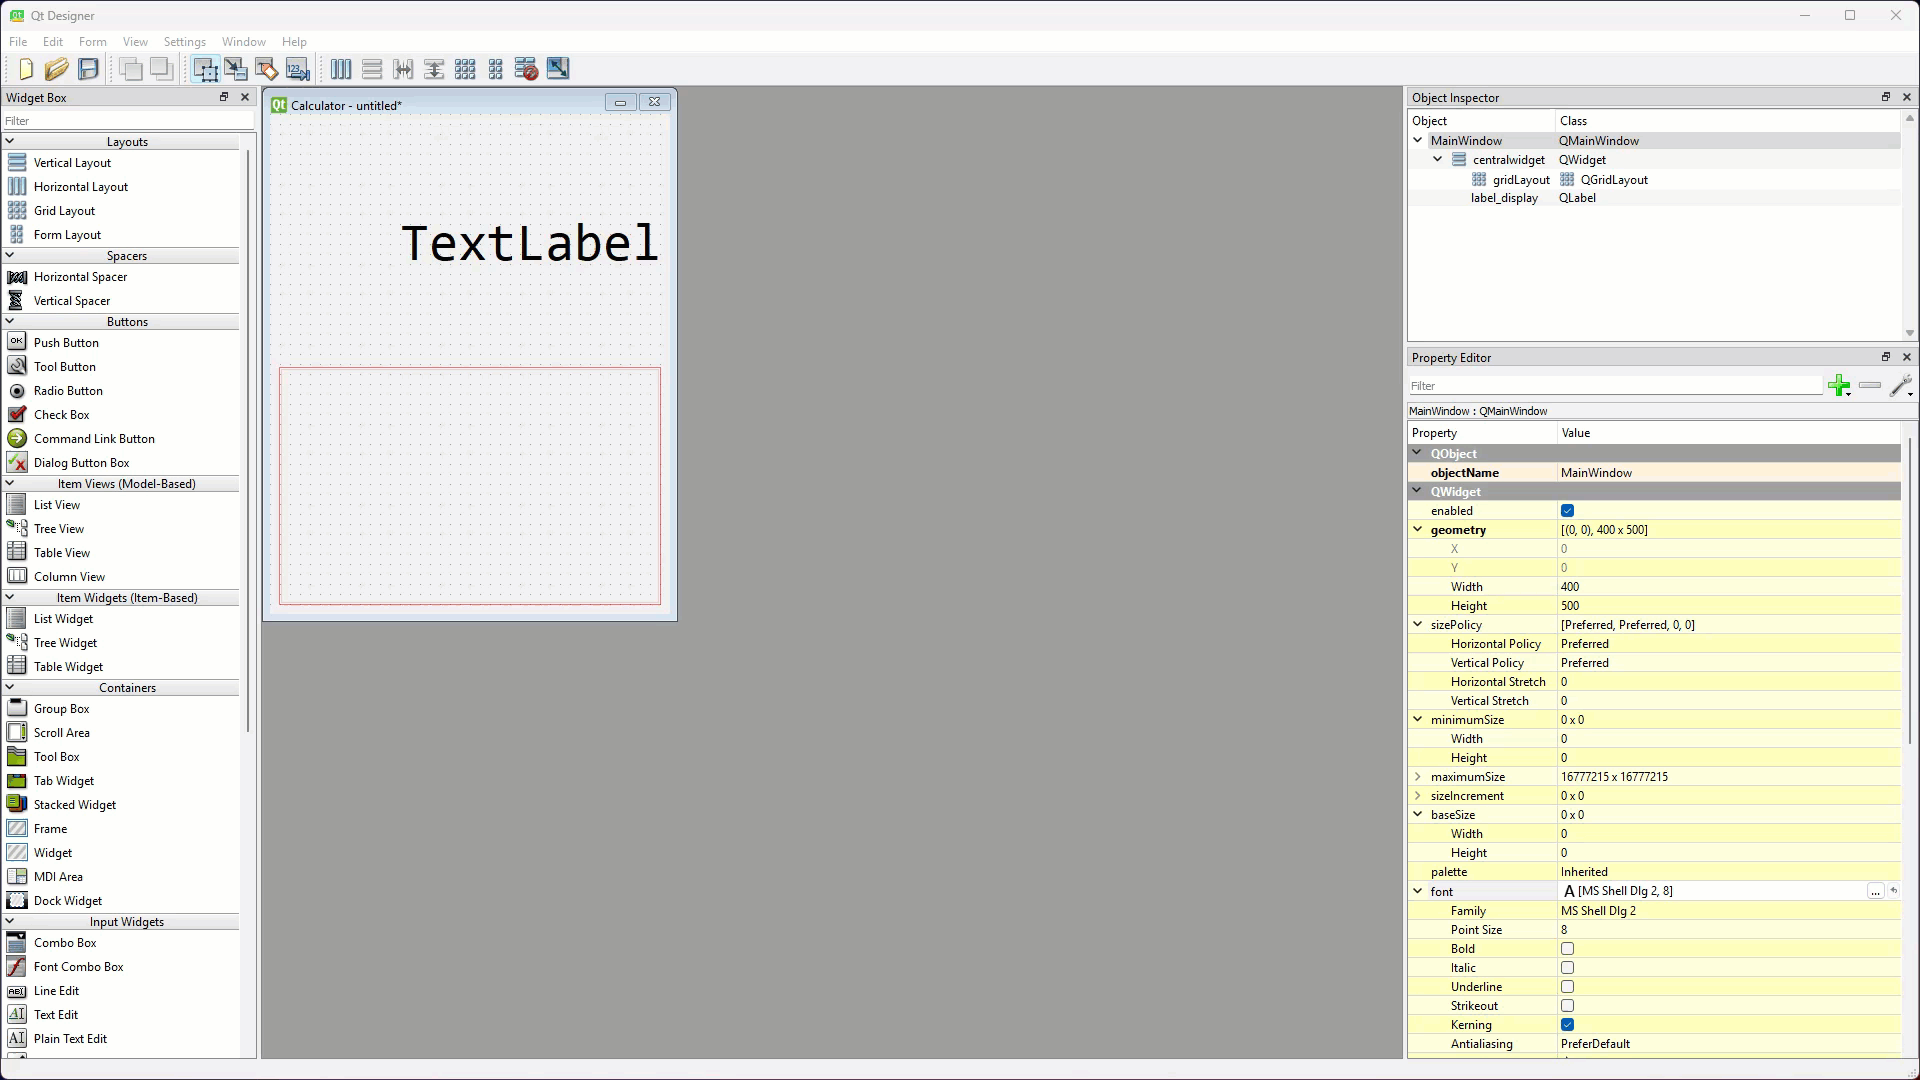 Qt Designer
File Edit Form View Settings Window Help
Widget Box
Filter
Layouts
Vertical Layout
Horizontal Layout
Grid Layout
Form Layout
Spacers
Horizontal Spacer
Vertical Spacer
Buttons
Push Button
Tool Button
Radio Button
Check Box
Command Link Button
Dialog Button Box
Item Views (Model-Based)
List View
Tree View
Table View
Column View
Item Widgets (Item-Based)
List Widget
Tree Widget
Table Widget
Containers
Group Box
Scroll Area
Tool Box
Tab Widget
Stacked Widget
Frame
Widget
MDI Area
Dock Widget
Input Widgets
Combo Box
Font Combo Box
Line Edit
Text Edit
Plain Text Edit
Calculator - untitled*
TextLabel
Object Inspector
Object Class
MainWindow QMainWindow
centralwidget QWidget
gridLayout QGridLayout
label_display QLabel
Property Editor
Filter
MainWindow : QMainWindow
Property Value
QObject
objectName MainWindow
QWidget
enabled
geometry [(0, 0), 400 x 500]
X 0
Y 0
Width 400
Height 500
sizePolicy [Preferred, Preferred, 0, 0]
Horizontal Policy Preferred
Vertical Policy Preferred
Horizontal Stretch 0
Vertical Stretch 0
minimumSize 0 x 0
Width 0
Height 0
maximumSize 16777215 x 16777215
sizeIncrement 0 x 0
baseSize 0 x 0
Width 0
Height 0
palette Inherited
font A [MS Shell Dlg 2, 8] ...
Family MS Shell Dlg 2
Point Size 8
Bold
Italic
Underline
Strikeout
Kerning
Antialiasing PreferDefault